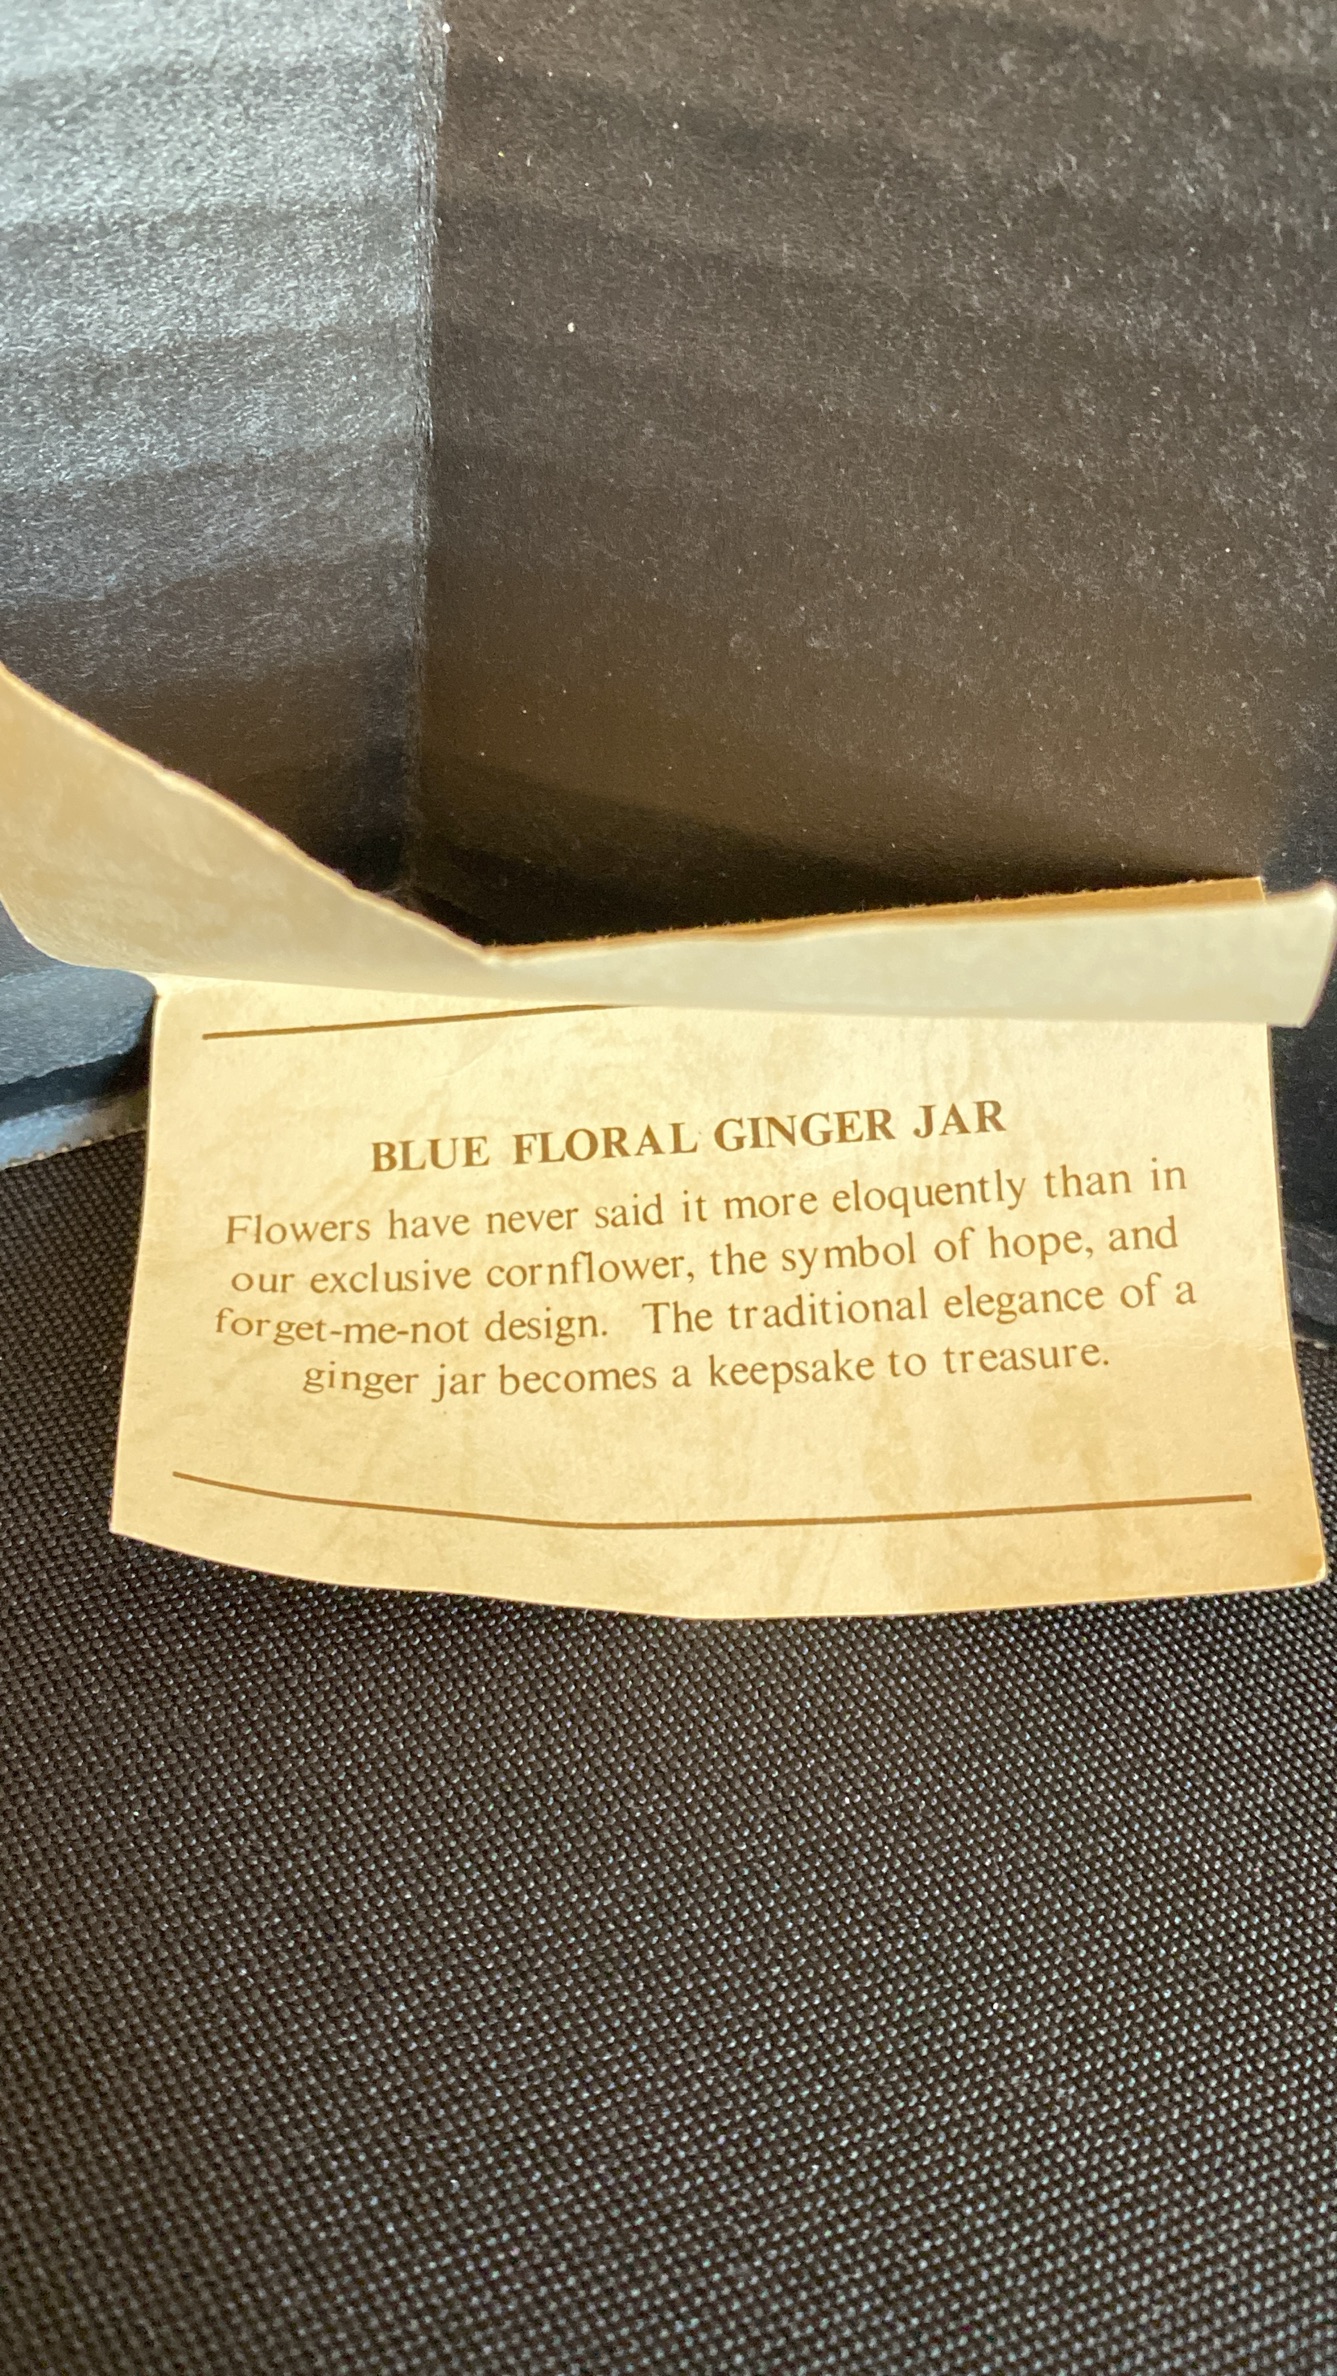 BLUE FLORAL GINGER JAR
Flowers have never said it more eloquently than in
our exclusive cornflower, the symbol of hope, and
forget-me-not design. The traditional elegance of a
ginger jar becomes a keepsake to treasure.